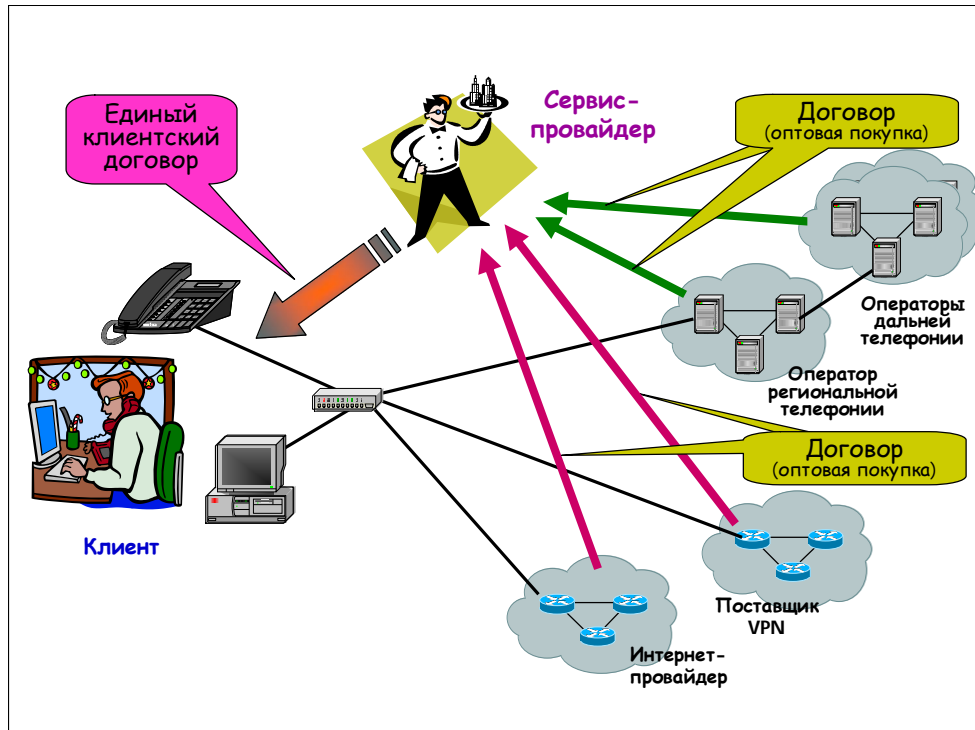 Единый
клиентский
договор
Сервис-
провайдер
Договор
(оптовая покупка)
Операторы
дальней
телефонии
Оператор
региональной
телефонии
Договор
(оптовая покупка)
Клиент
Поставщик
VPN
Интернет-
провайдер